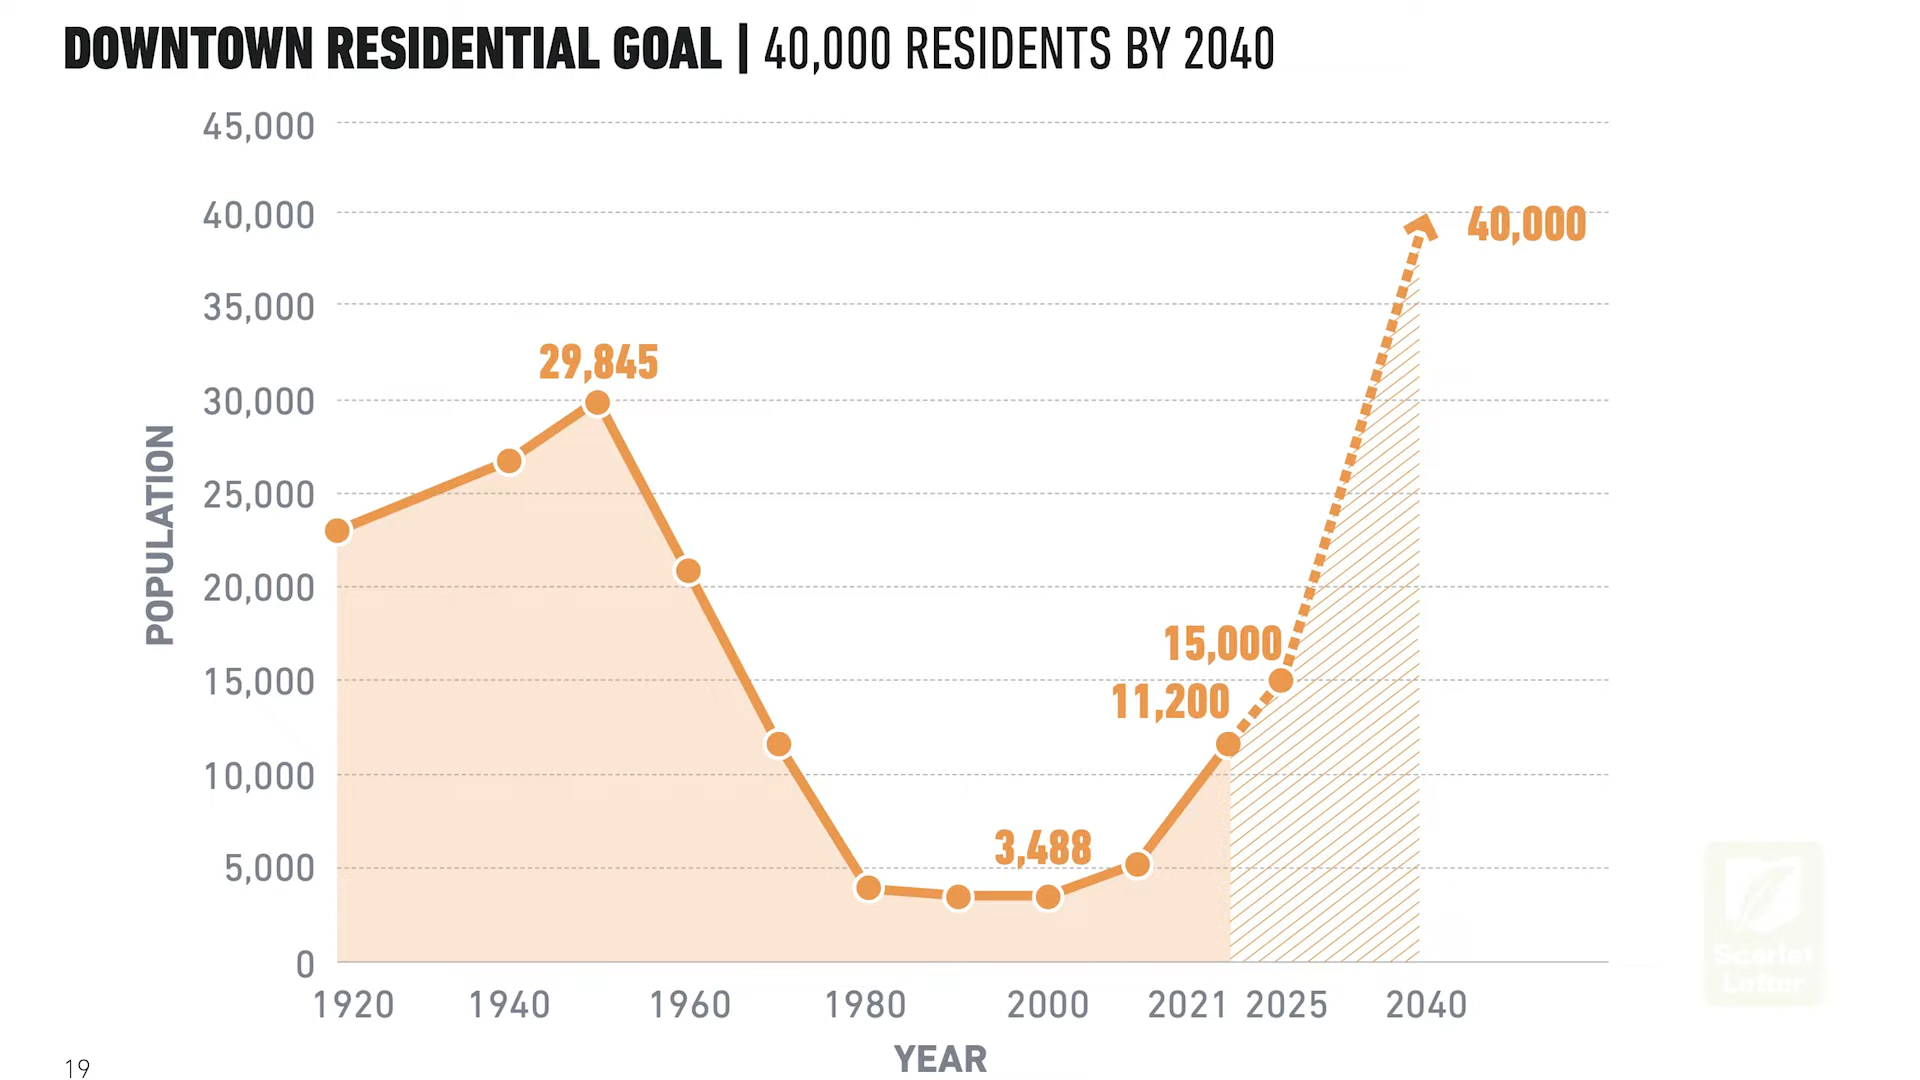 DOWNTOWN RESIDENTIAL GOAL | 40,000 RESIDENTS BY 2040
45,000
40,000
35,000
30,000
25,000
20,000
15,000
10,000
5,000
0
POPULATION
29,845
3,488
11,200
15,000
40,000
1920 1940 1960 1980 2000 2021 2025 2040
YEAR
19
Scarlet
Letter